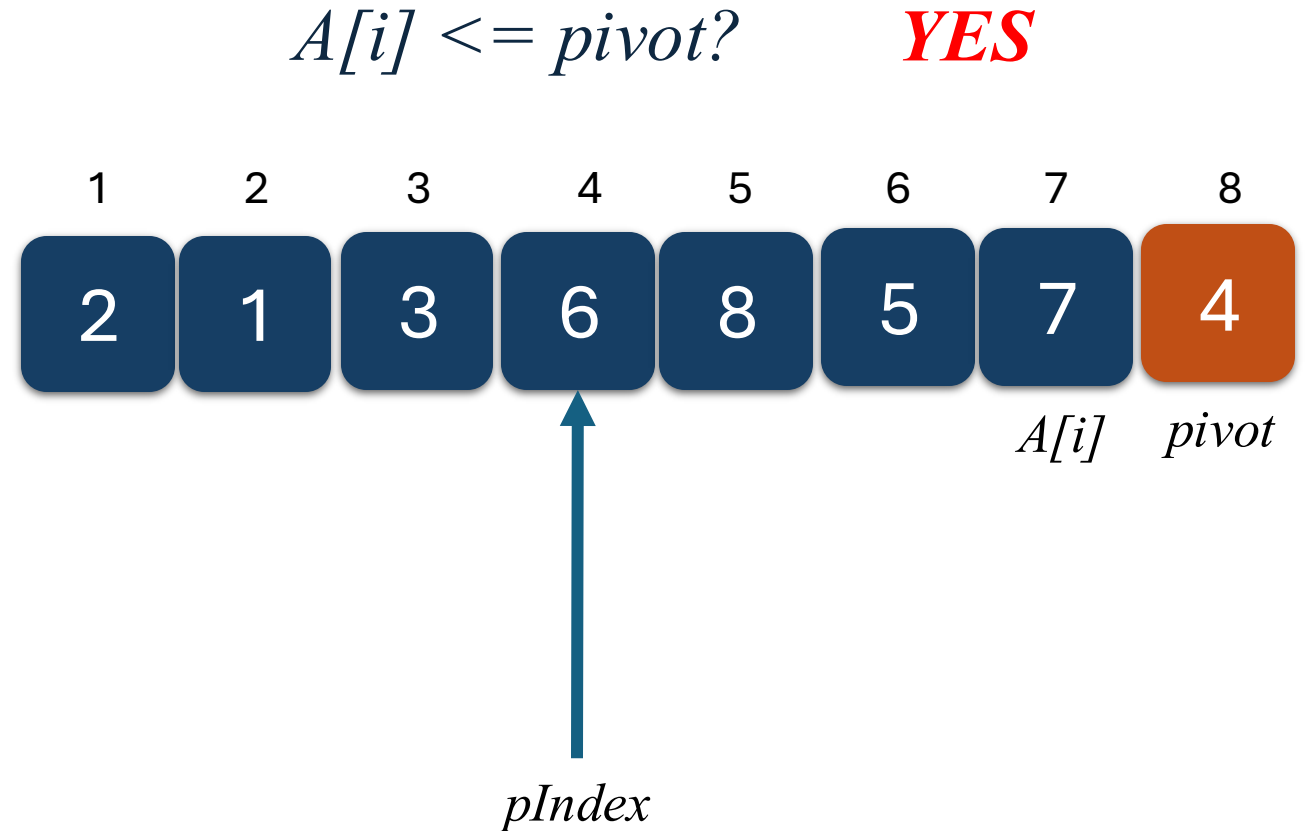 A[i] <= pivot? YES
1 2 3 4 5 6 7 8
2 1 3 6 8 5 7 4
A[i] pivot
pIndex